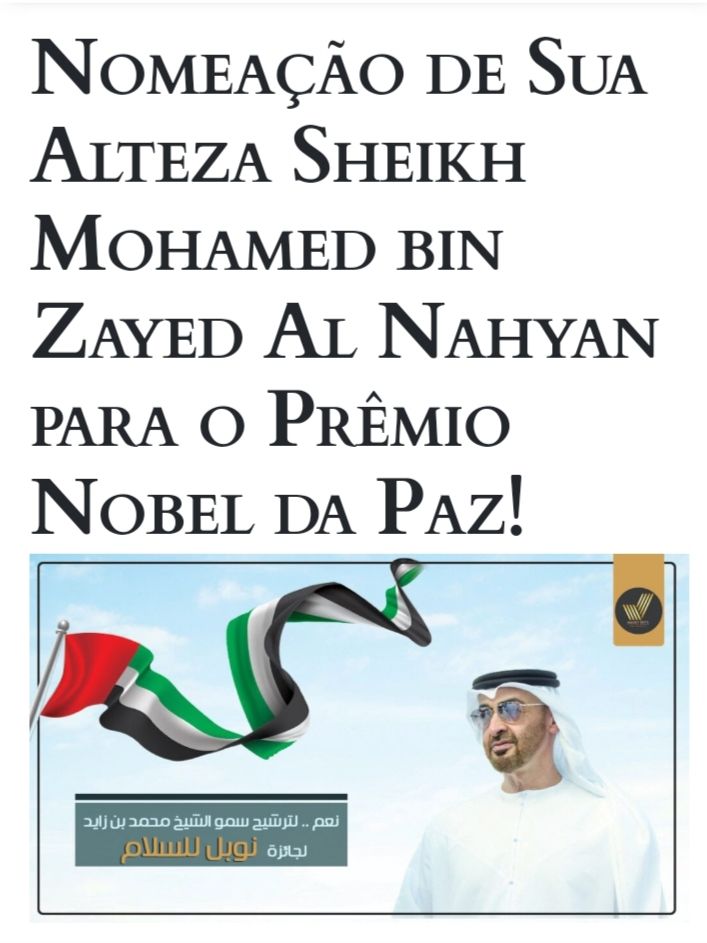 Nomeação de Sua
Alteza Sheikh
Mohamed bin
Zayed Al Nahyan
para o Prêmio
Nobel da Paz!
نعم .. لترشيح سمو الشيخ محمد بن زايد
لجائزة نوبل للسلام